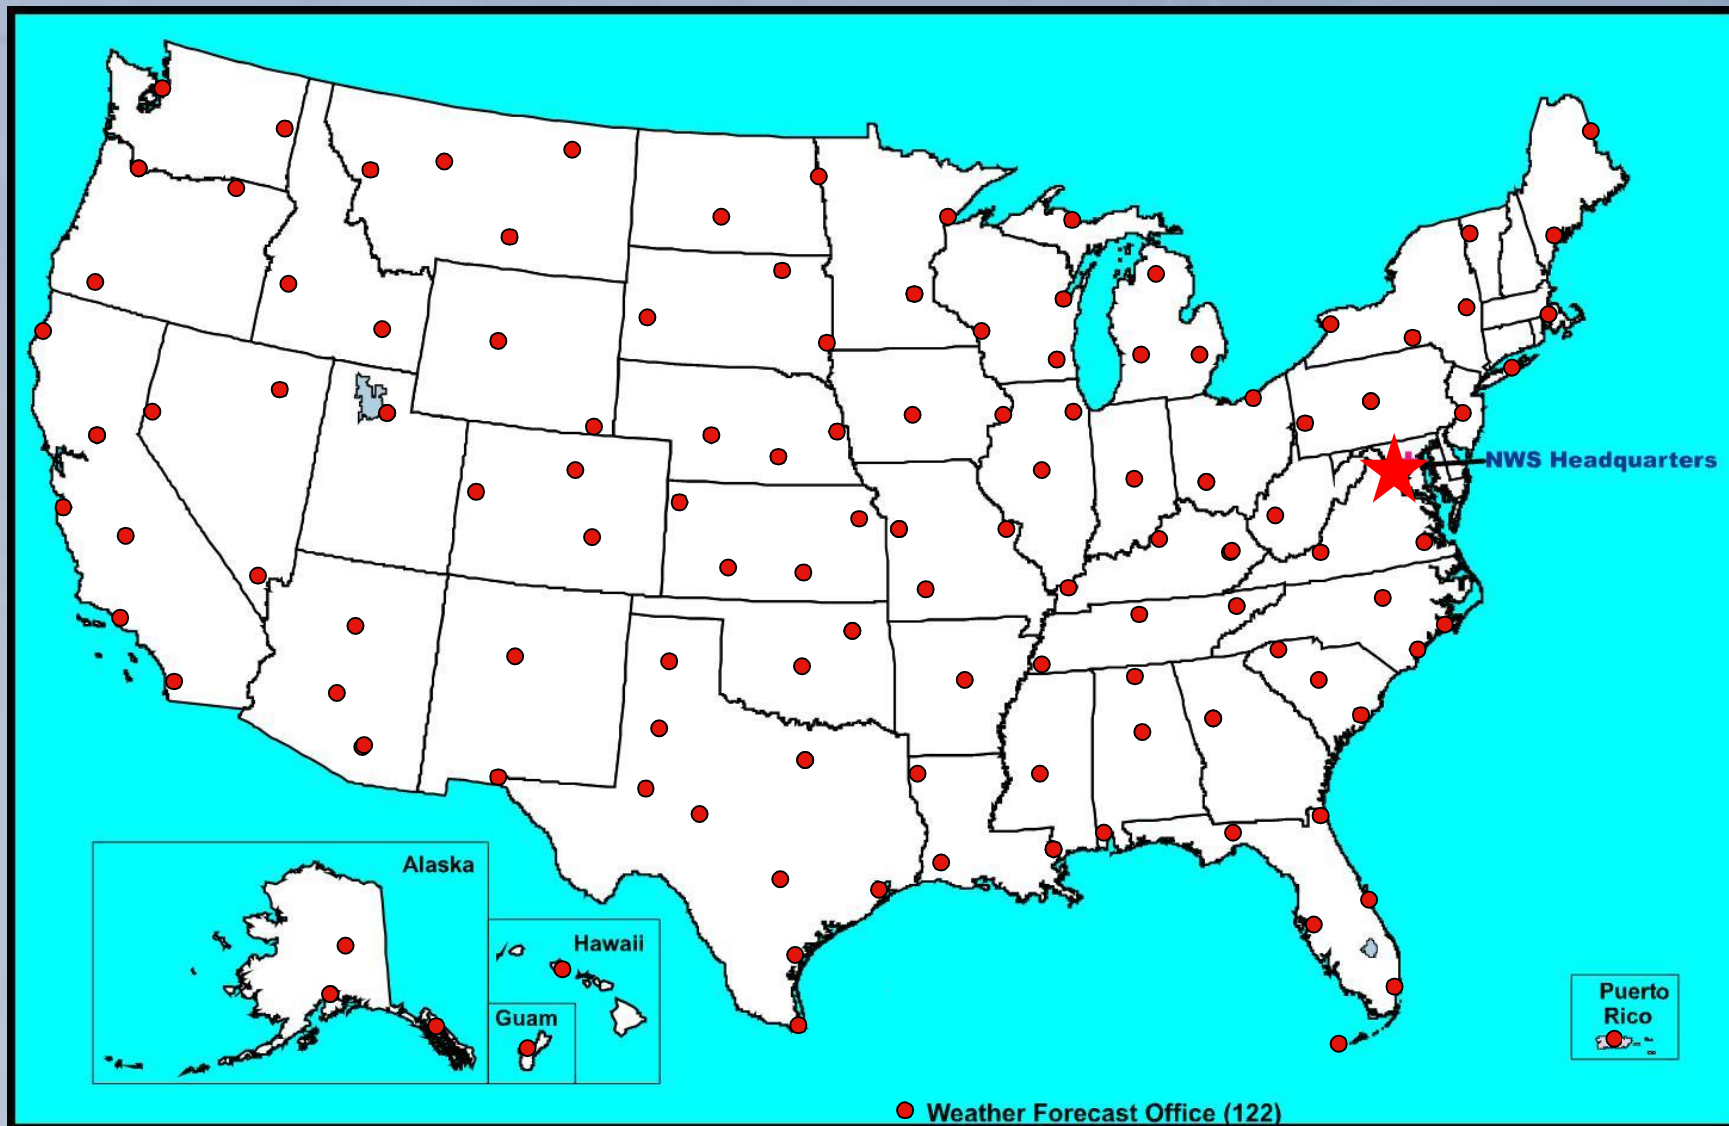 NWS Headquarters
Alaska
Hawaii
Guam
Puerto
Rico
Weather Forecast Office (122)